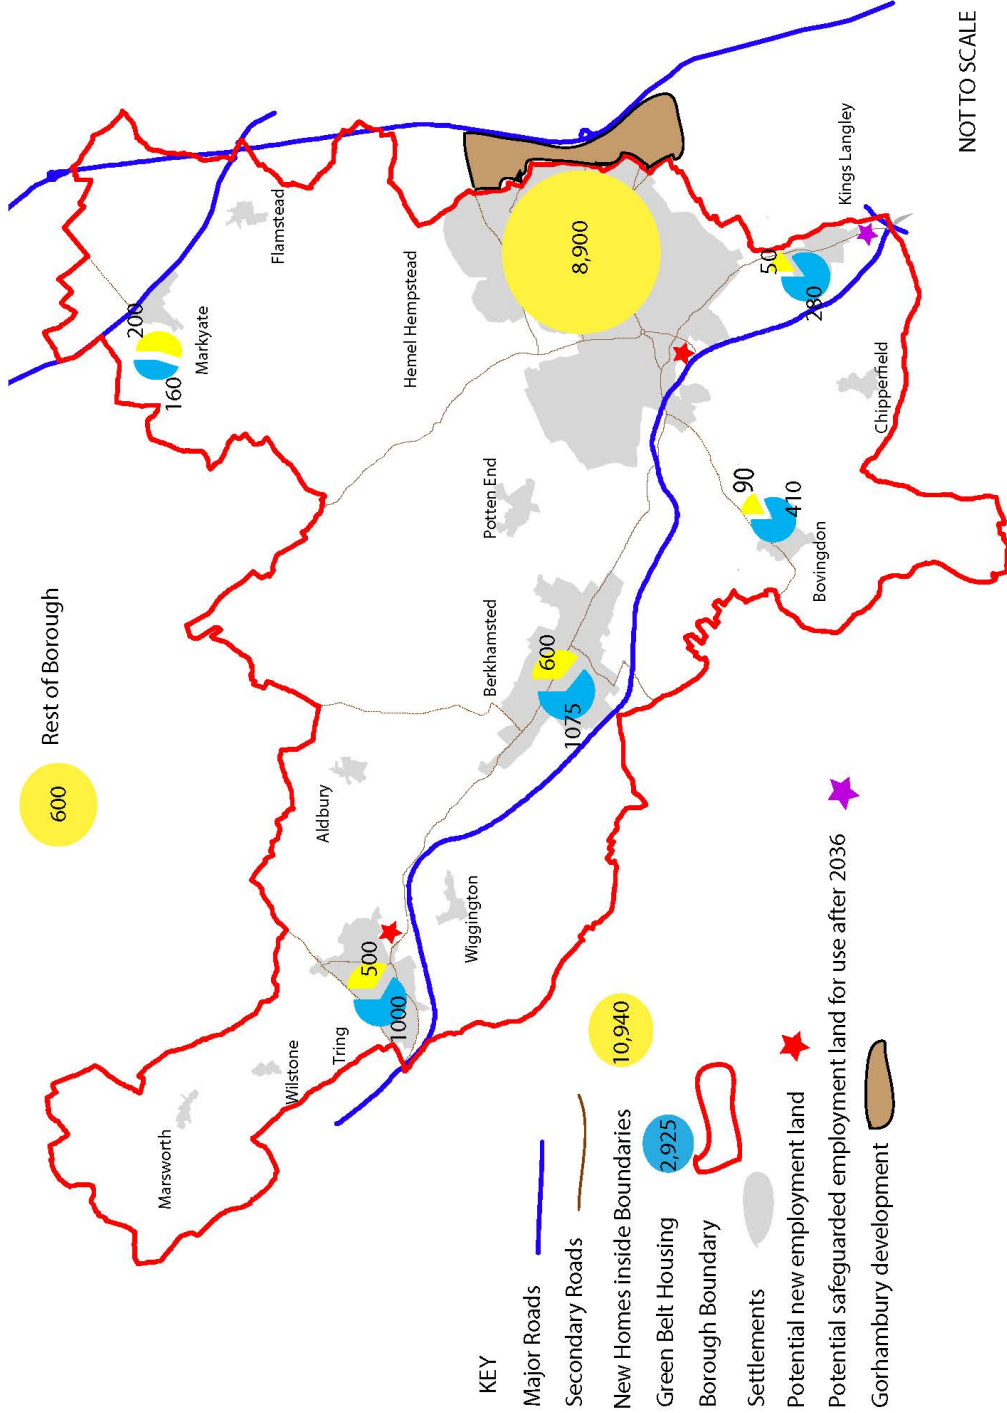 600
Rest of Borough
Marsworth
Wilstone
Tring
1000
500
Aldbury
Wiggington
Berkhamsted
1075
600
Potten End
Hemel Hempstead
8,900
160
200
Markyate
Flamstead
90
410
Bovingdon
50
280
Chipperfield
Kings Langley
KEY
Major Roads
Secondary Roads
New Homes inside Boundaries
10,940
Green Belt Housing
2,925
Borough Boundary
Settlements
Potential new employment land
Potential safeguarded employment land for use after 2036
Gorhambury development
NOT TO SCALE